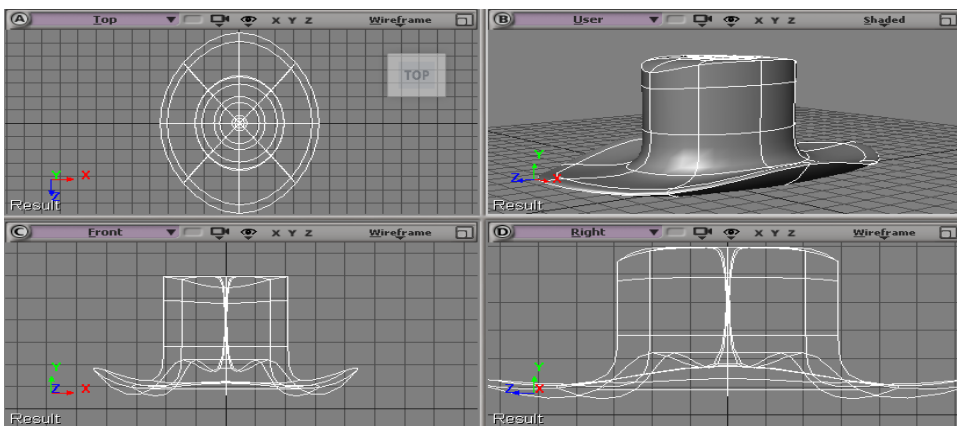 A Top X Y Z Wireframe
B User X Y Z Shaded
TOP
Y X
Z
Result
Y
Z X
Result
C Front X Y Z Wireframe
D Right X Y Z Wireframe
Y
Z X
Result
Y
Z X
Result